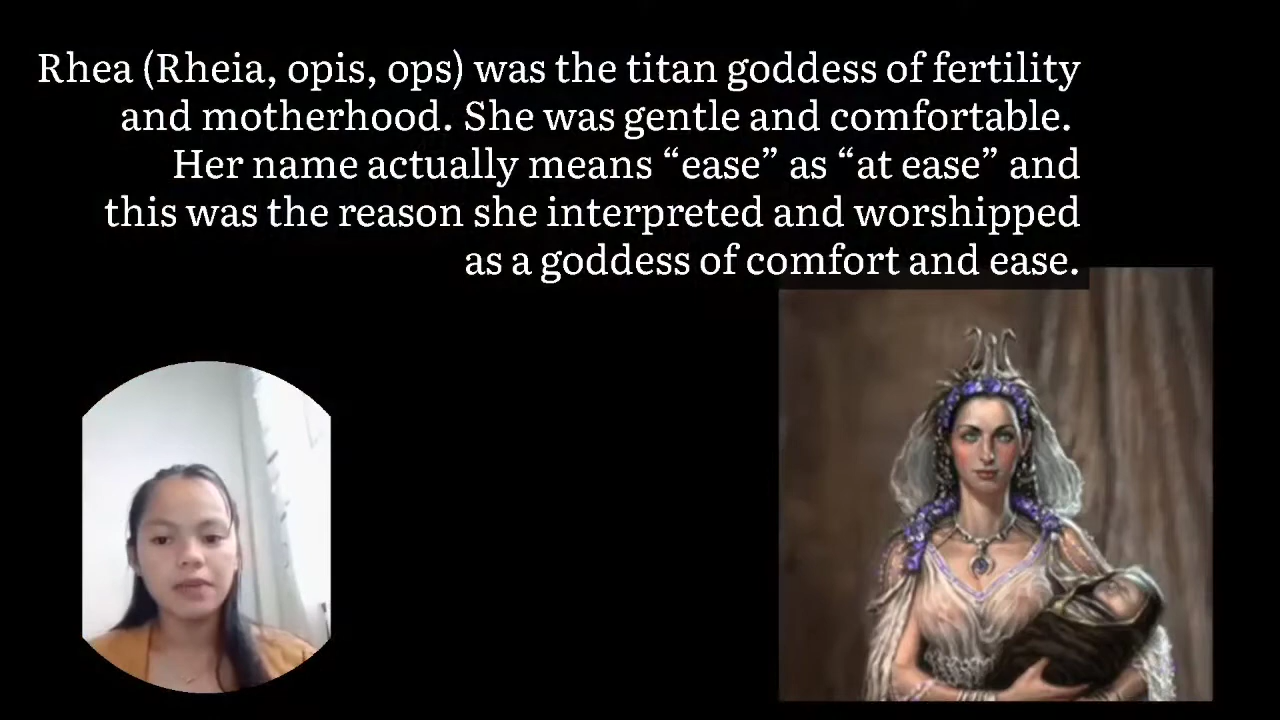 Rhea (Rheia, opis, ops) was the titan goddess of fertility
and motherhood. She was gentle and comfortable.
Her name actually means “ease” as “at ease” and
this was the reason she interpreted and worshipped
as a goddess of comfort and ease.